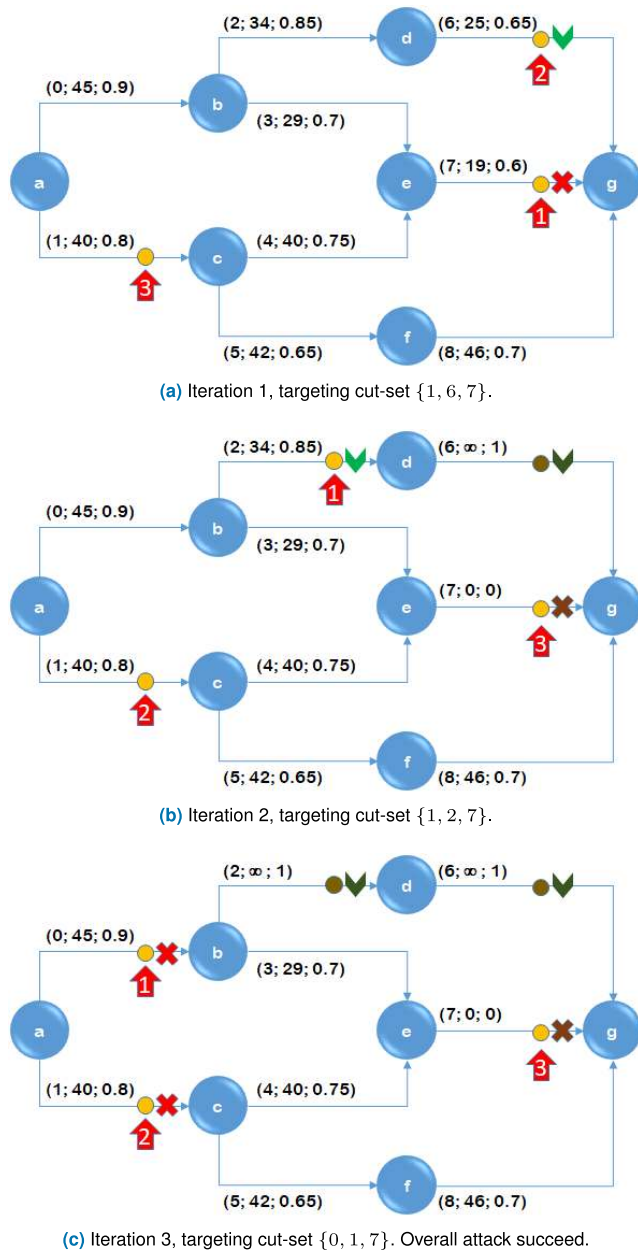 (2; 34; 0.85) d (6; 25; 0.65)
2
(0; 45; 0.9) b (3; 29; 0.7)
a e (7; 19; 0.6) g
1
(1; 40; 0.8) c (4; 40; 0.75)
3
f
(5; 42; 0.65) (8; 46; 0.7)
(a) Iteration 1, targeting cut-set {1, 6, 7}.
(2; 34; 0.85) d (6; ∞; 1)
1
(0; 45; 0.9) b (3; 29; 0.7)
a e (7; 0; 0) g
3
(1; 40; 0.8) c (4; 40; 0.75)
2
f
(5; 42; 0.65) (8; 46; 0.7)
(b) Iteration 2, targeting cut-set {1, 2, 7}.
(2; ∞; 1) d (6; ∞; 1)
(0; 45; 0.9) b (3; 29; 0.7)
1
a e (7; 0; 0) g
3
(1; 40; 0.8) c (4; 40; 0.75)
2
f
(5; 42; 0.65) (8; 46; 0.7)
(c) Iteration 3, targeting cut-set {0, 1, 7}. Overall attack succeed.